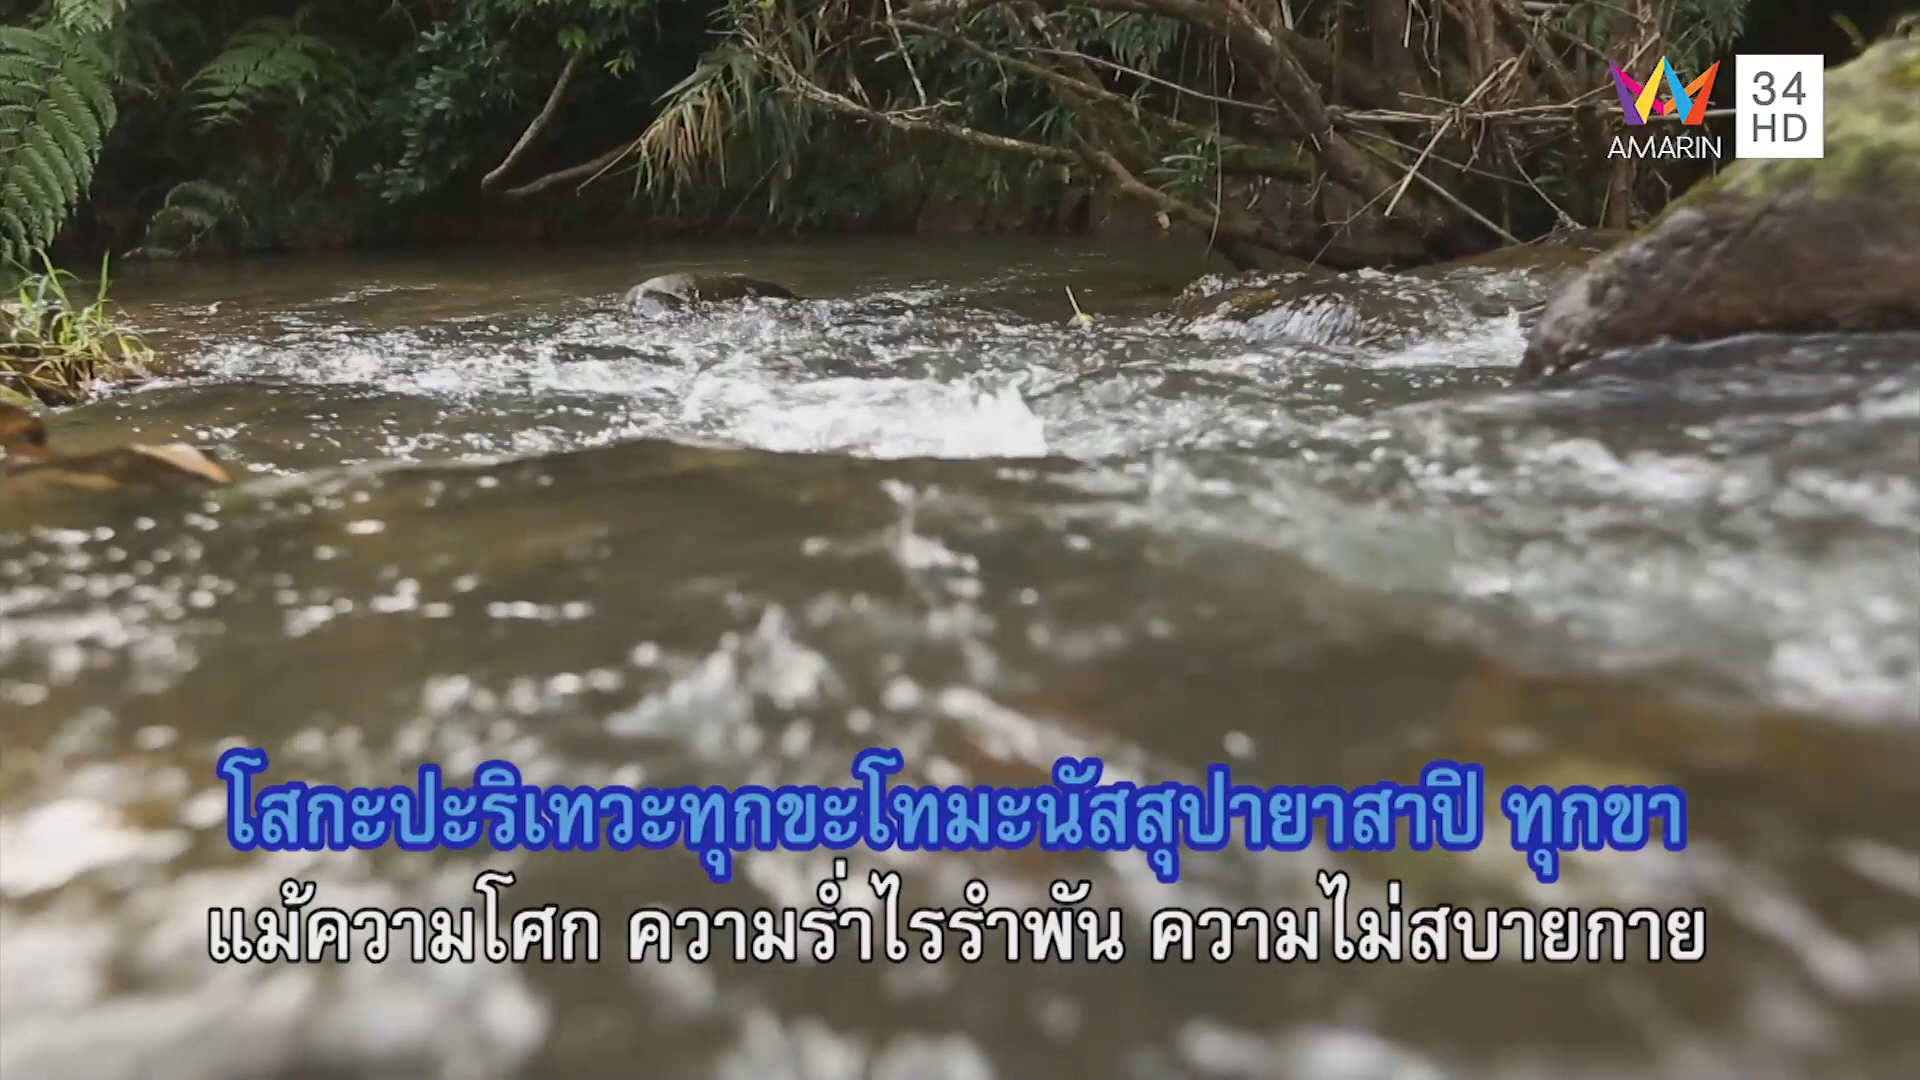 AMARIN
34
HD
โสกะปะริเทวะทุกขะโทมะนัสสุปายาสาปิ ทุกขา
แม้ความโศก ความร่ำไรรำพัน ความไม่สบายกาย